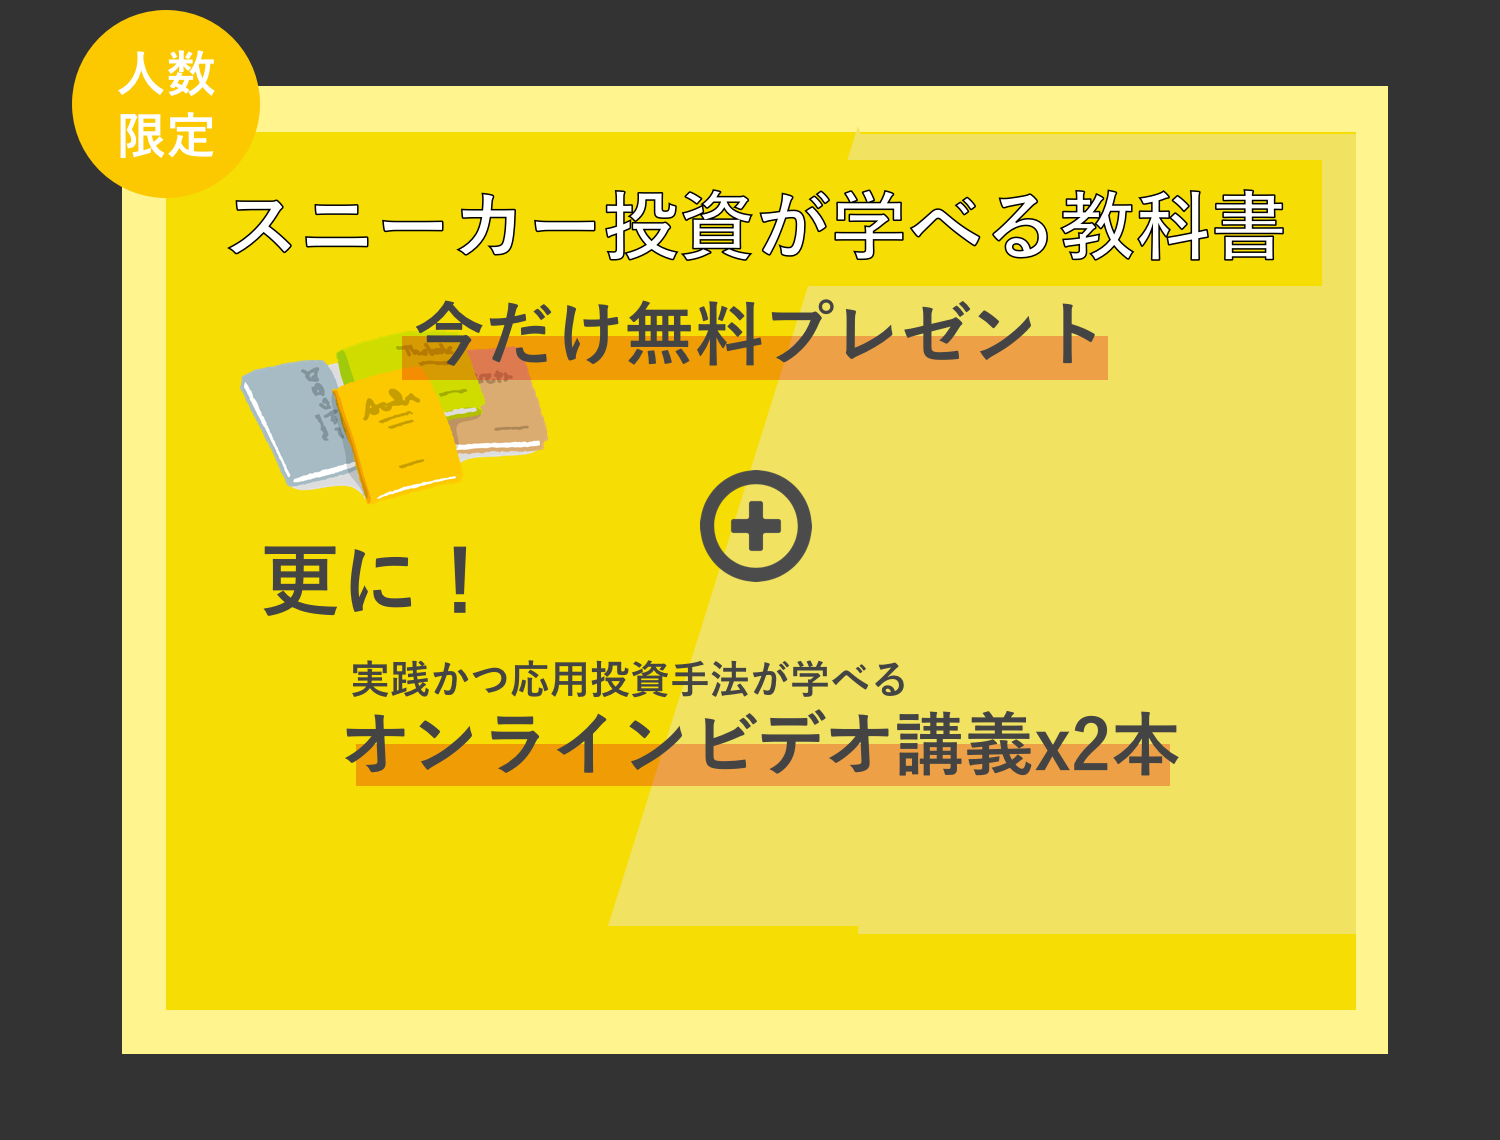 人数
限定
スニーカー投資が学べる教科書
今だけ無料プレゼント
更に！
実践かつ応用投資手法が学べる
オンラインビデオ講義x2本